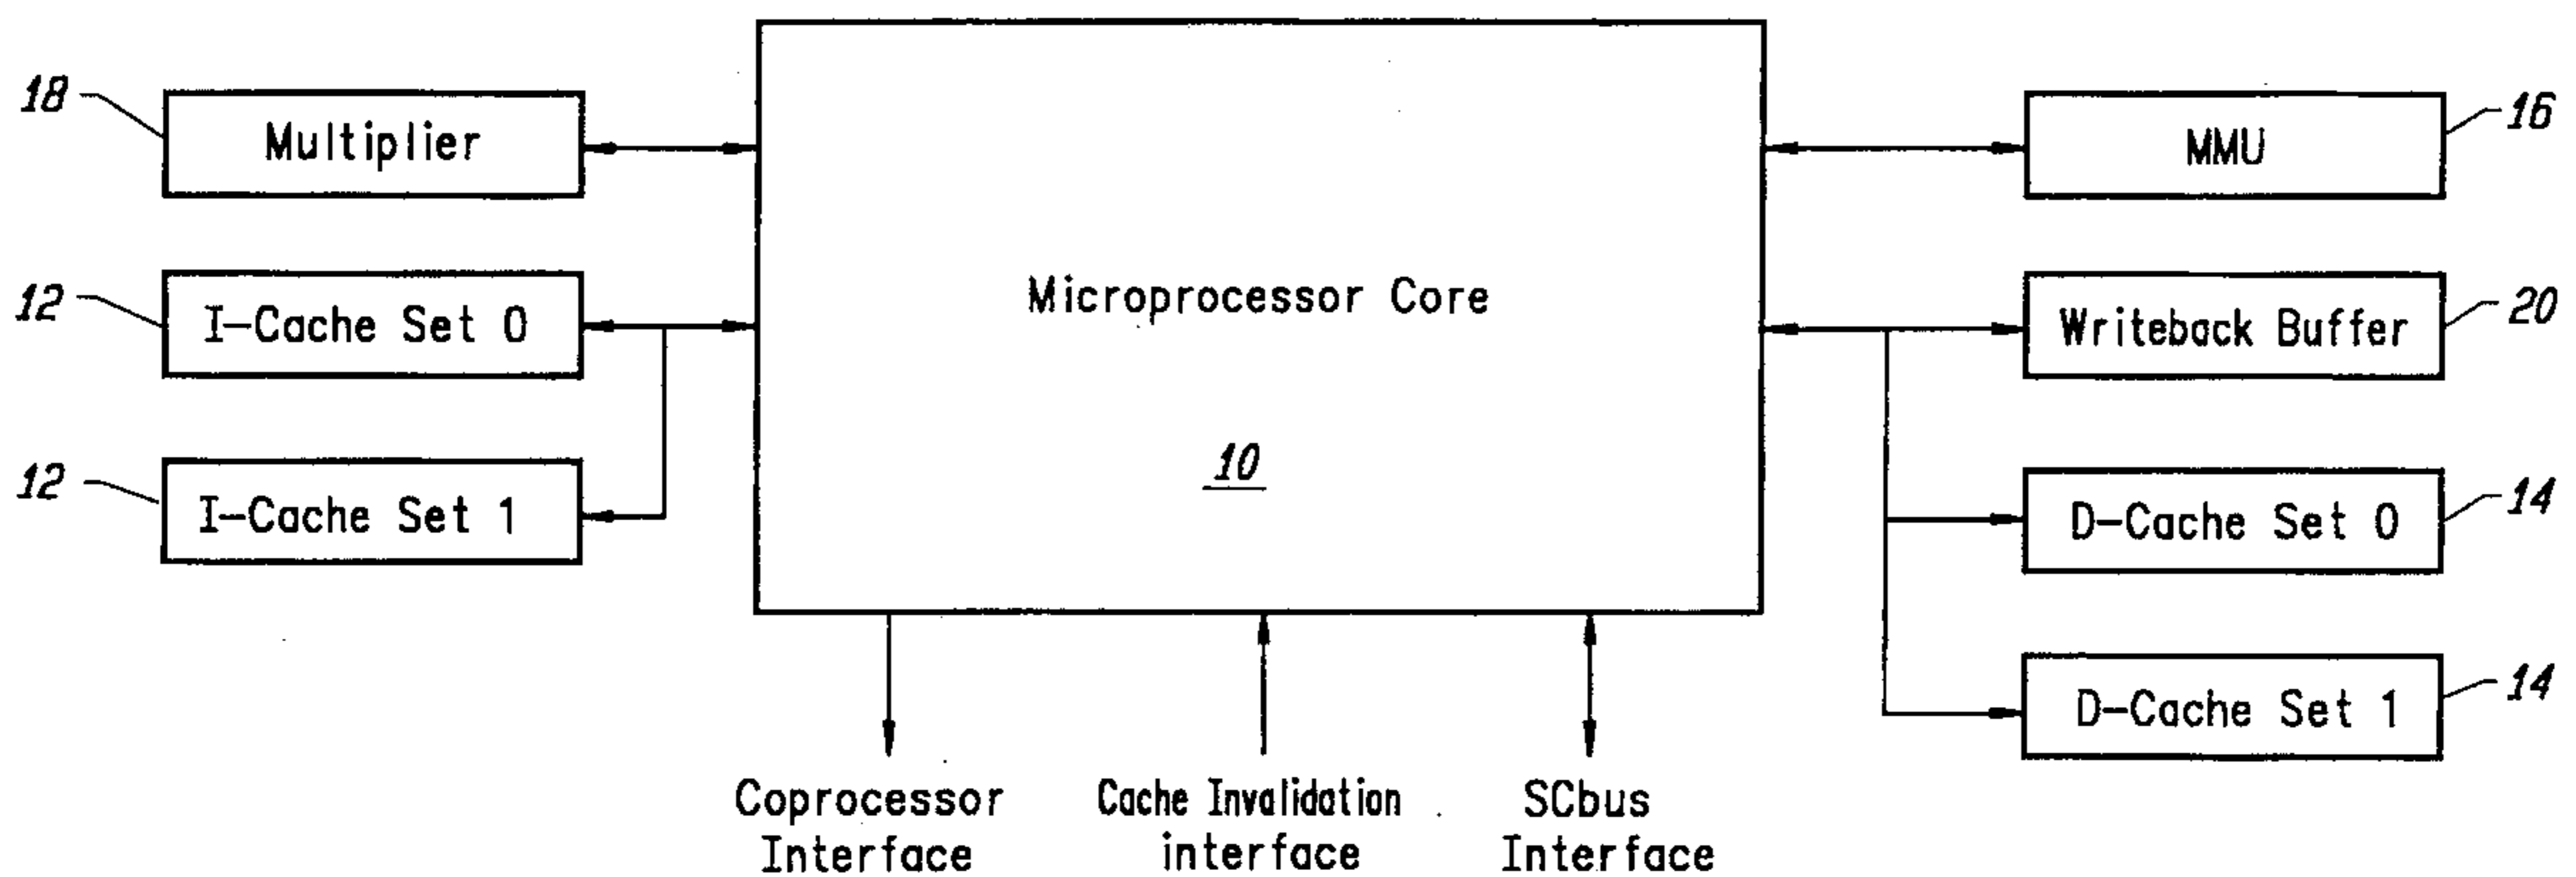 18 Multiplier
MMU 16
12 I-Cache Set 0
Microprocessor Core
Writeback Buffer 20
12 I-Cache Set 1
10
D-Cache Set 0 14
D-Cache Set 1 14
Coprocessor
Interface
Cache Invalidation
interface
SCbus
Interface